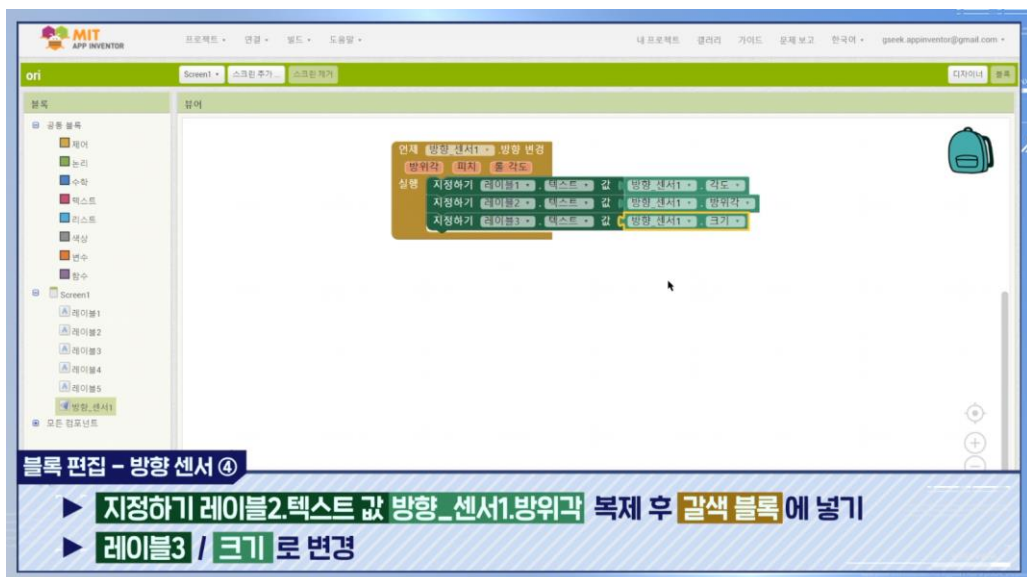 MIT
APP INVENTOR
프로젝트 연결 빌드 도움말 내 프로젝트 갤러리 가이드 문제 보고 한국어 gseek.appinventor@gmail.com
ori Screen1 스크린 추가 ... 스크린 제거 디자이너 블록
블록 뷰어
공통 블록
제어
논리
수학
텍스트
리스트
색상
변수
함수
Screen1
레이블1
레이블2
레이블3
레이블4
레이블5
방향_센서1
모든 컴포넌트
언제 방향_센서1 .방향 변경
방위각 피치 롤 각도
실행 지정하기 레이블1 . 텍스트 값 방향_센서1 . 각도
지정하기 레이블2 . 텍스트 값 방향_센서1 . 방위각
지정하기 레이블3 . 텍스트 값 방향_센서1 . 크기
블록 편집 – 방향 센서 ④
▶ 지정하기 레이블2.텍스트 값 방향_센서1.방위각 복제 후 갈색 블록에 넣기
▶ 레이블3 / 크기 로 변경